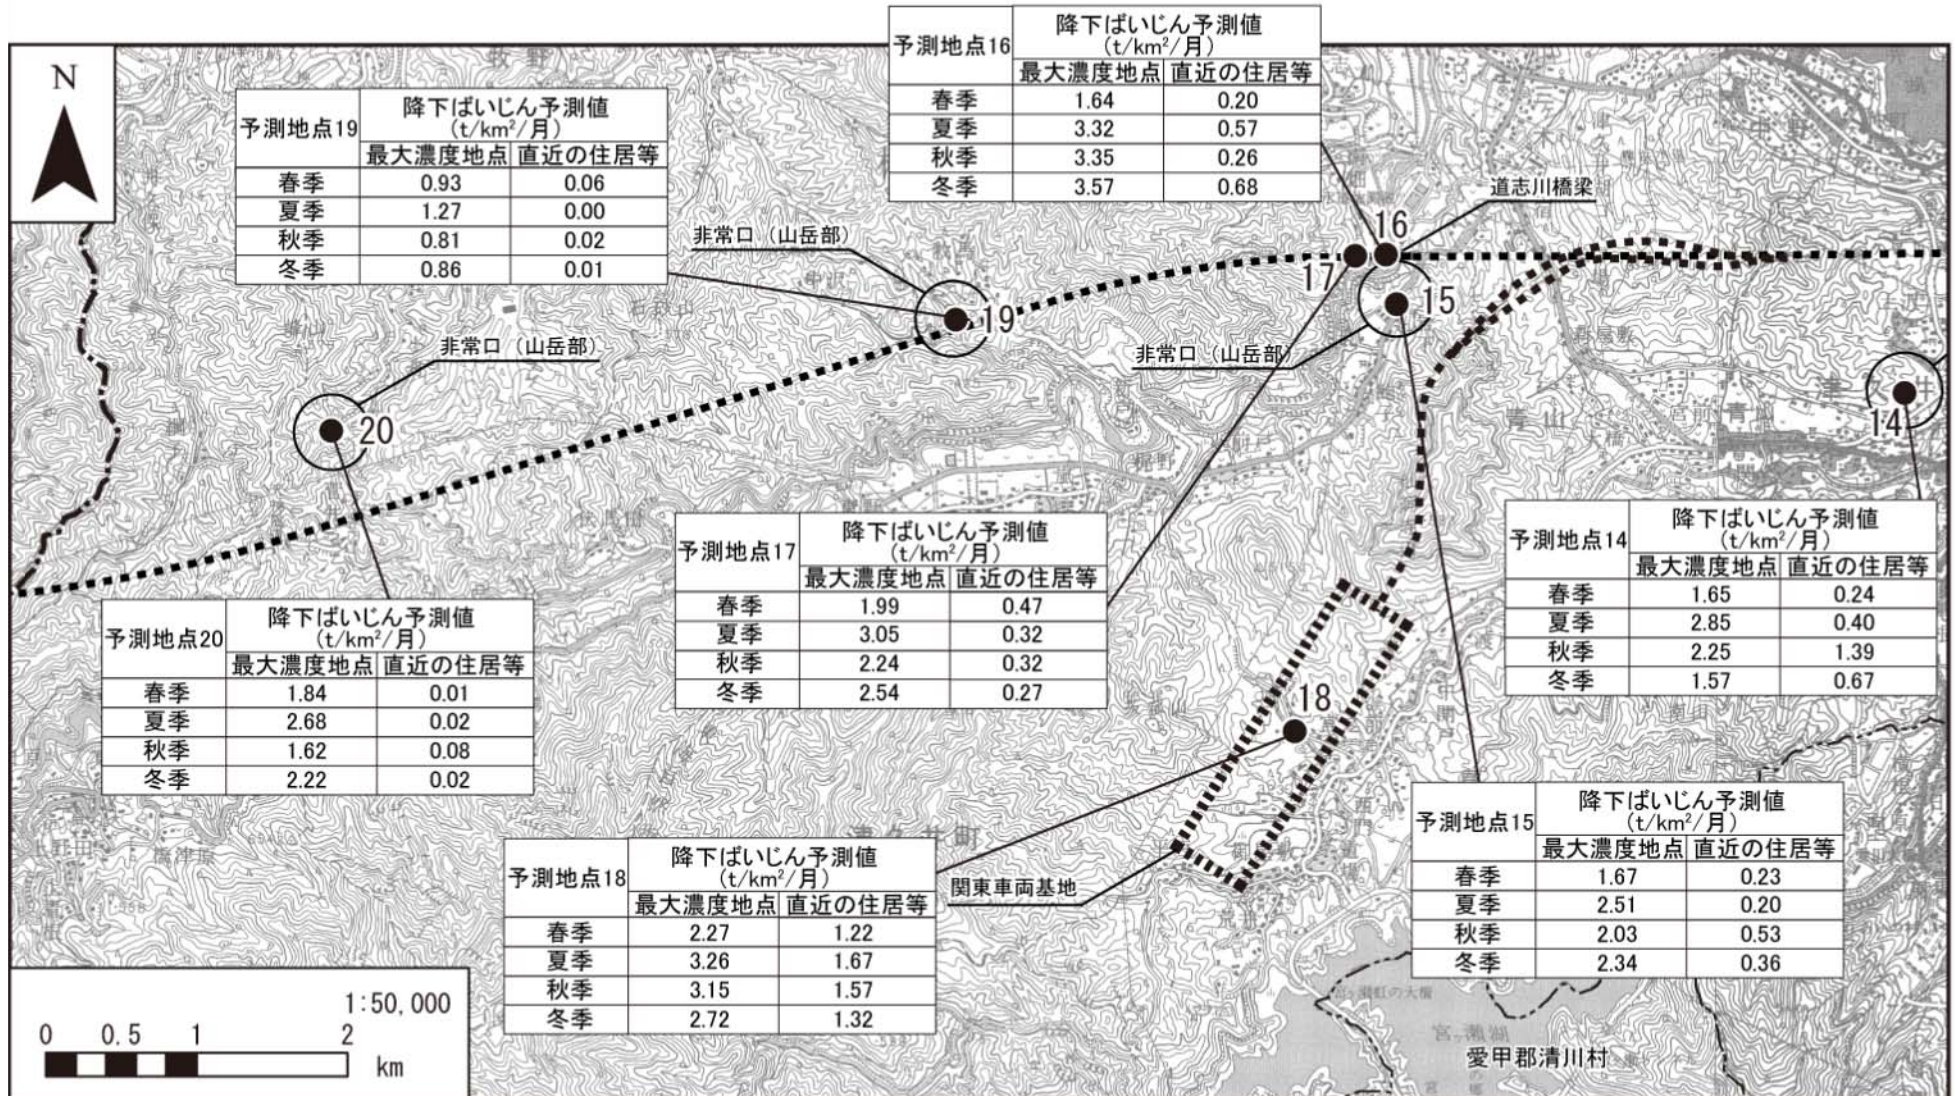 N
予測地点19 降下ばいじん予測値
(t/km²/月)
最大濃度地点 直近の住居等
春季 0.93 0.06
夏季 1.27 0.00
秋季 0.81 0.02
冬季 0.86 0.01
予測地点16 降下ばいじん予測値
(t/km²/月)
最大濃度地点 直近の住居等
春季 1.64 0.20
夏季 3.32 0.57
秋季 3.35 0.26
冬季 3.57 0.68
道志川橋梁
非常口(山岳部)
16
17
15
19
非常口(山岳部)
非常口(山岳部)
20
14
予測地点17 降下ばいじん予測値
(t/km²/月)
最大濃度地点 直近の住居等
春季 1.99 0.47
夏季 3.05 0.32
秋季 2.24 0.32
冬季 2.54 0.27
予測地点14 降下ばいじん予測値
(t/km²/月)
最大濃度地点 直近の住居等
春季 1.65 0.24
夏季 2.85 0.40
秋季 2.25 1.39
冬季 1.57 0.67
予測地点20 降下ばいじん予測値
(t/km²/月)
最大濃度地点 直近の住居等
春季 1.84 0.01
夏季 2.68 0.02
秋季 1.62 0.08
冬季 2.22 0.02
18
予測地点15 降下ばいじん予測値
(t/km²/月)
最大濃度地点 直近の住居等
春季 1.67 0.23
夏季 2.51 0.20
秋季 2.03 0.53
冬季 2.34 0.36
予測地点18 降下ばいじん予測値
(t/km²/月)
最大濃度地点 直近の住居等
春季 2.27 1.22
夏季 3.26 1.67
秋季 3.15 1.57
冬季 2.72 1.32
関東車両基地
宮ヶ瀬湖
愛甲郡清川村
1:50,000
0 0.5 1 2
km
牧野
石砂山
青山
梶野